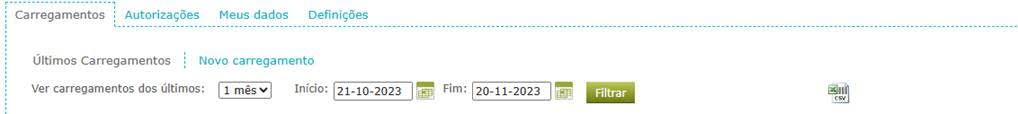 Carregamentos Autorizações Meus dados Definições
Últimos Carregamentos Novo carregamento
Ver carregamentos dos últimos: 1 mês Início: 21-10-2023 Fim: 20-11-2023 Filtrar CSV